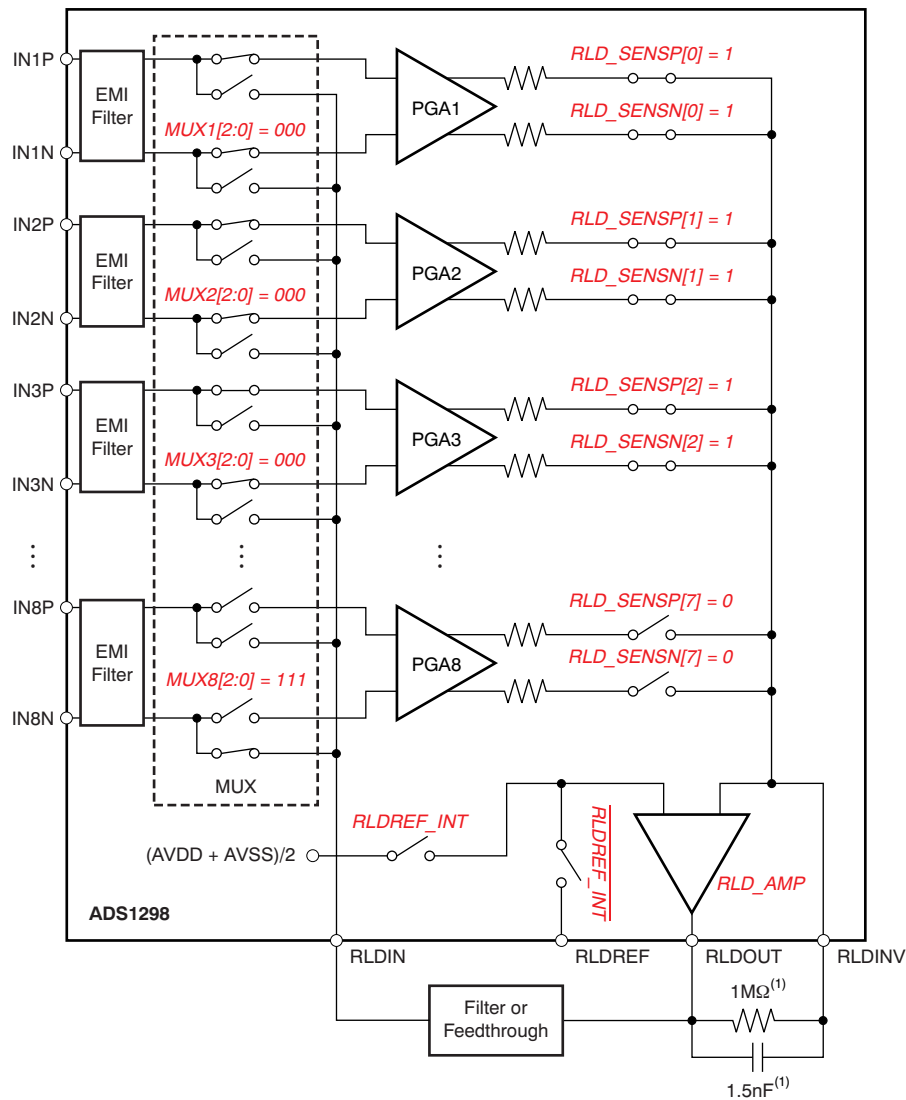 IN1P
EMI
Filter
IN1N
MUX1[2:0] = 000
PGA1
RLD_SENSP[0] = 1
RLD_SENSN[0] = 1
IN2P
EMI
Filter
IN2N
MUX2[2:0] = 000
PGA2
RLD_SENSP[1] = 1
RLD_SENSN[1] = 1
IN3P
EMI
Filter
IN3N
MUX3[2:0] = 000
PGA3
RLD_SENSP[2] = 1
RLD_SENSN[2] = 1
IN8P
EMI
Filter
IN8N
MUX8[2:0] = 111
MUX
PGA8
RLD_SENSP[7] = 0
RLD_SENSN[7] = 0
(AVDD + AVSS)/2
RLDREF_INT
RLDREF_INT
RLD_AMP
ADS1298
RLDIN
RLDREF
RLDOUT
RLDINV
Filter or
Feedthrough
1MΩ(1)
1.5nF(1)